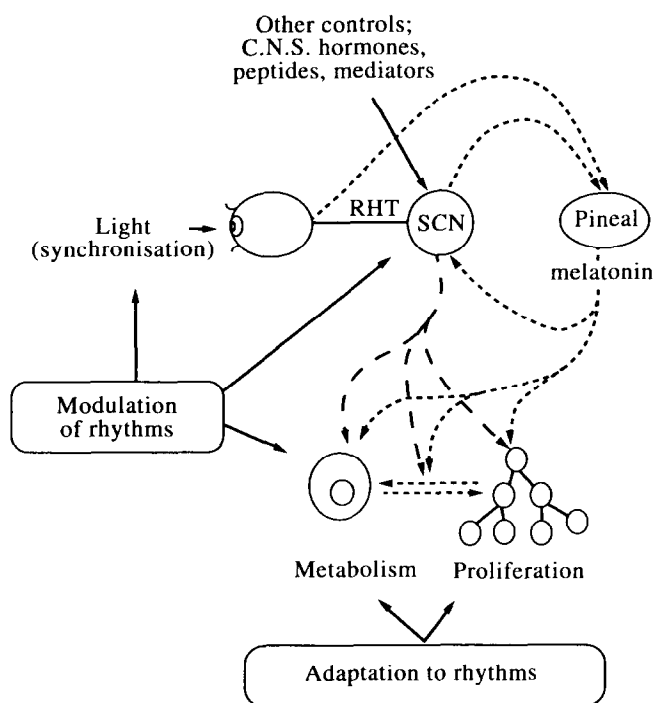 Other controls;
C.N.S. hormones,
peptides, mediators
RHT
SCN
Pineal
Light
(synchronisation)
melatonin
Modulation
of rhythms
Metabolism
Proliferation
Adaptation to rhythms